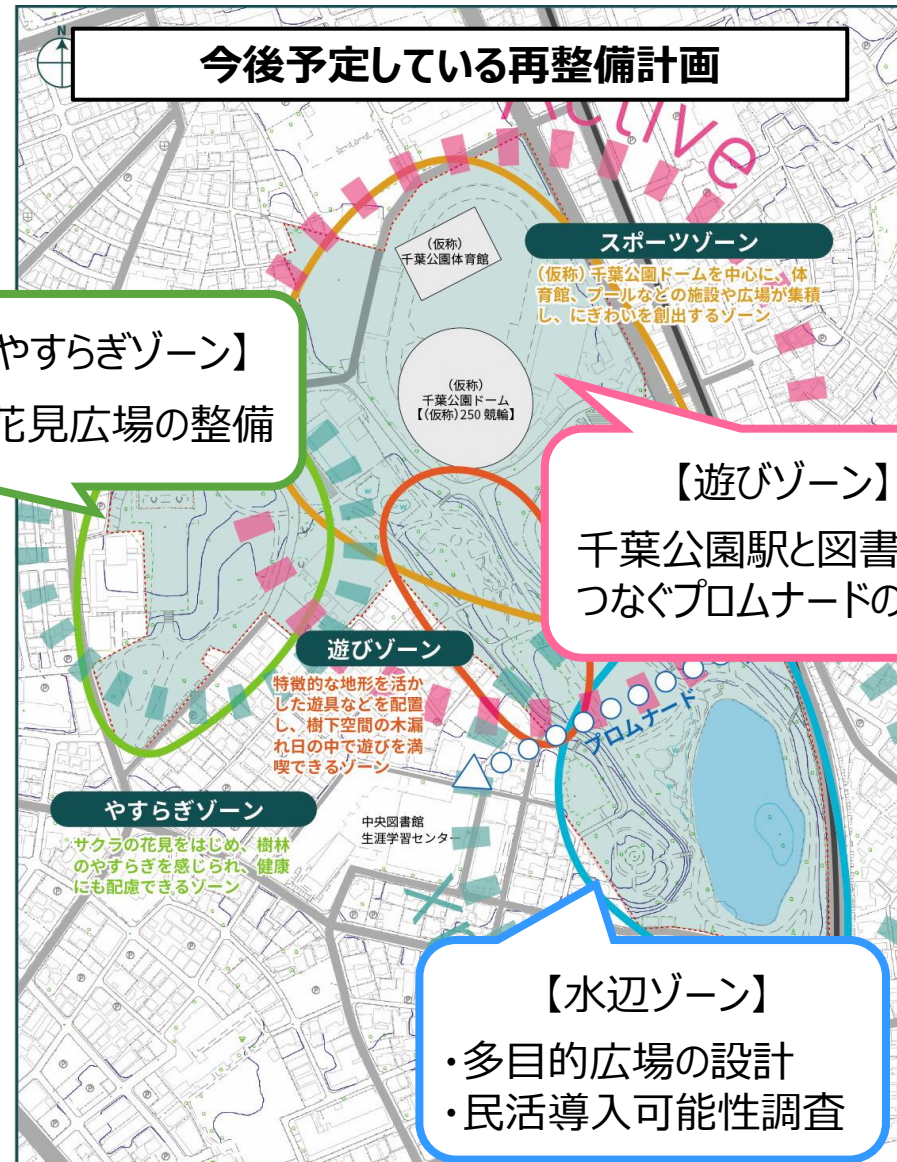 N
今後予定している再整備計画
Active
スポーツゾーン
(仮称) 千葉公園ドームを中心に、体
育館、プールなどの施設や広場が集積
し、にぎわいを創出するゾーン
(仮称)
千葉公園体育館
(仮称)
千葉公園ドーム
【(仮称)250 競輪】
やすらぎゾーン】
花見広場の整備
【遊びゾーン】
千葉公園駅と図書
つなぐプロムナードの
遊びゾーン
特徴的な地形を活か
した遊具などを配置
し、樹下空間の木漏
れ日の中で遊びを満
喫できるゾーン
プロムナード
やすらぎゾーン
サクラの花見をはじめ、樹林
のやすらぎを感じられ、健康
にも配慮できるゾーン
中央図書館
生涯学習センター
【水辺ゾーン】
・多目的広場の設計
・民活導入可能性調査